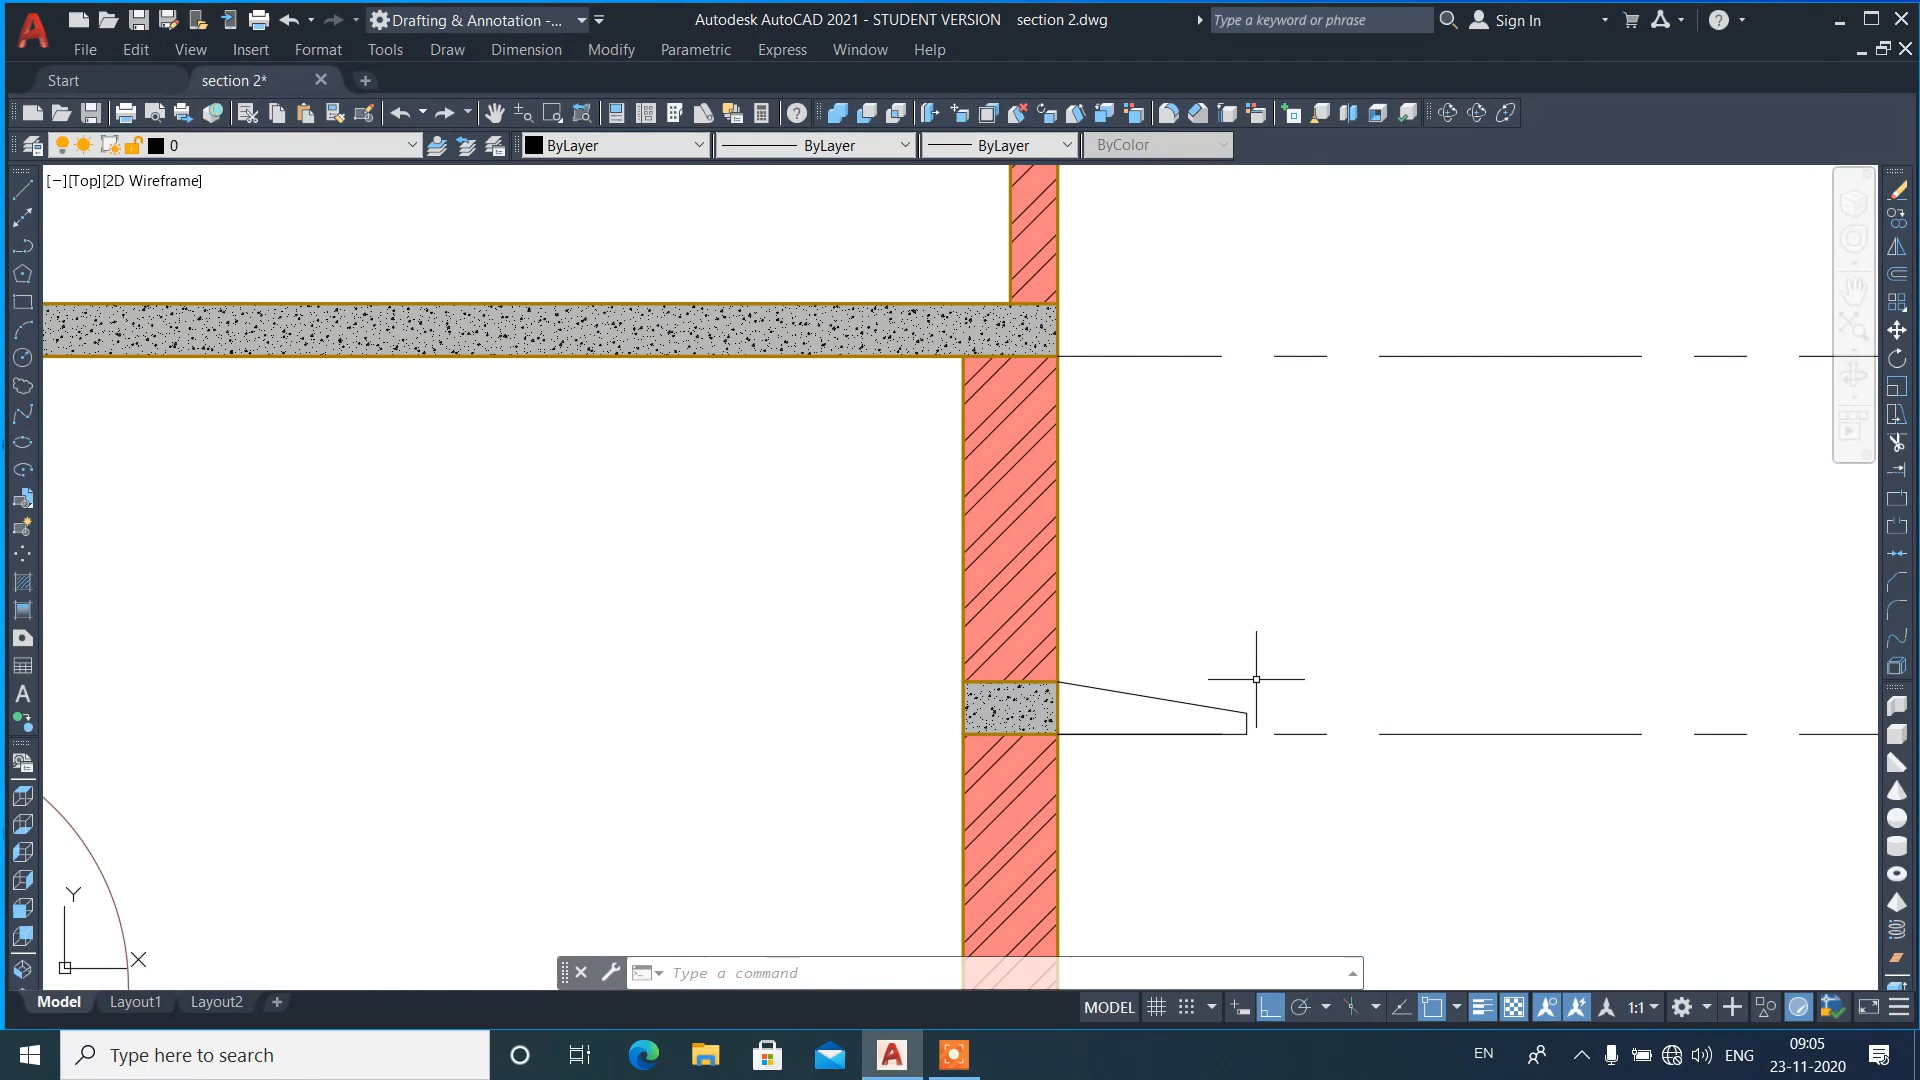 Drafting & Annotation -...
Autodesk AutoCAD 2021 - STUDENT VERSION section 2.dwg
Type a keyword or phrase
Sign In
File Edit View Insert Format Tools Draw Dimension Modify Parametric Express Window Help
Start
section 2*
0
ByLayer
ByLayer
ByLayer
ByColor
[−][Top][2D Wireframe]
Y
X
Type a command
Model Layout1 Layout2
MODEL
1:1
Type here to search
EN
ENG
09:05
23-11-2020